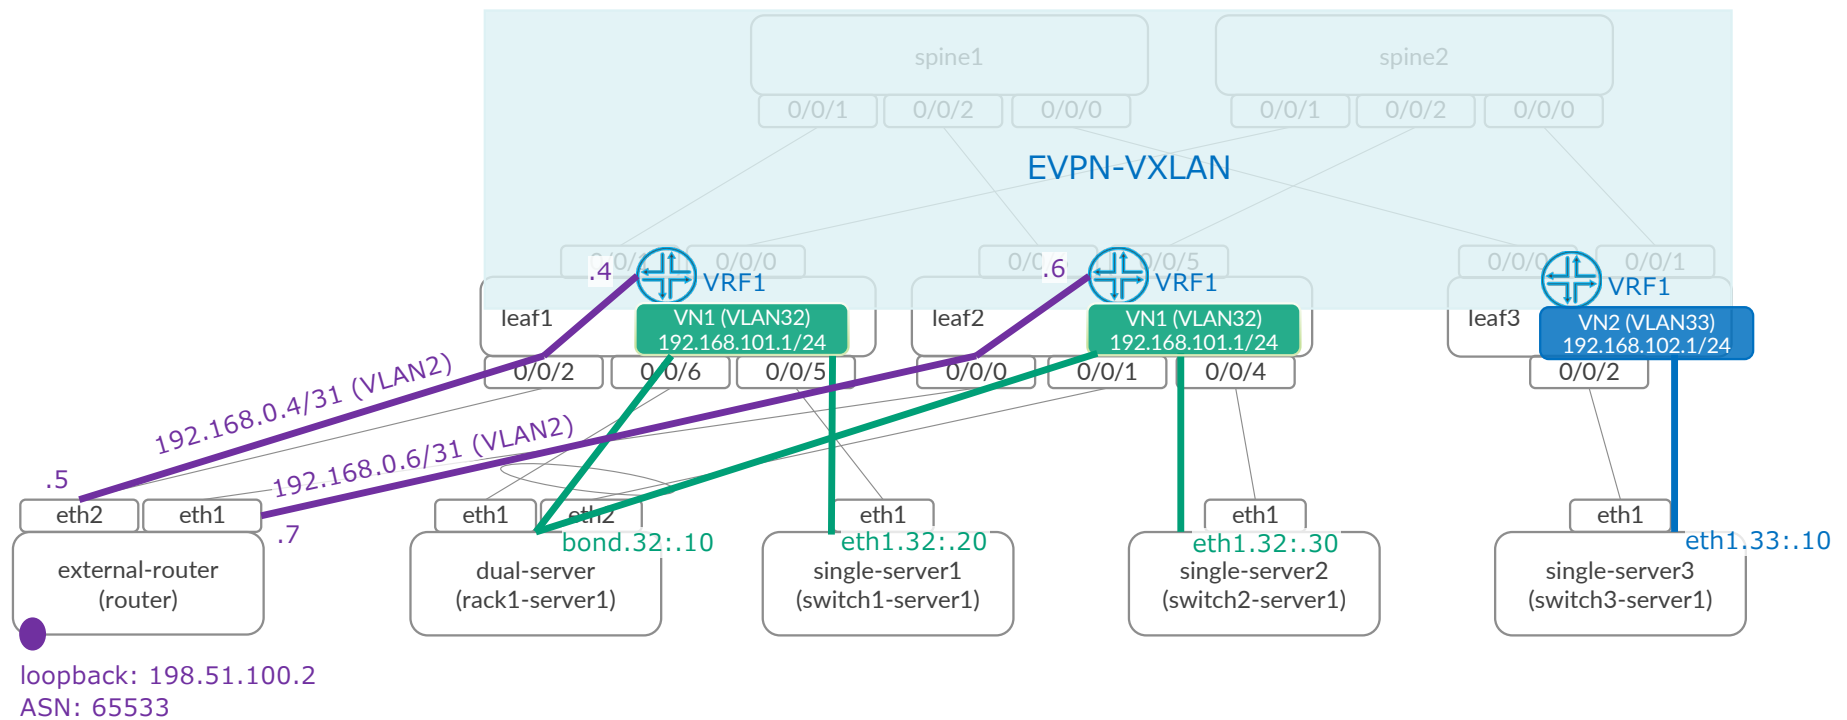 spine1
spine2
0/0/1
0/0/2
0/0/0
0/0/1
0/0/2
0/0/0
EVPN-VXLAN
0/0/0
0/0/5
0/0/1
.4
VRF1
.6
VRF1
VRF1
leaf1
VN1 (VLAN32)
192.168.101.1/24
leaf2
VN1 (VLAN32)
192.168.101.1/24
leaf3
VN2 (VLAN33)
192.168.102.1/24
0/0/2
0/0/6
0/0/5
0/0/0
0/0/1
0/0/4
0/0/2
192.168.0.4/31 (VLAN2)
192.168.0.6/31 (VLAN2)
.5
.7
eth2
eth1
eth1
eth2
eth1
eth1
eth1
bond.32:.10
eth1.32:.20
eth1.32:.30
eth1.33:.10
external-router
(router)
dual-server
(rack1-server1)
single-server1
(switch1-server1)
single-server2
(switch2-server1)
single-server3
(switch3-server1)
loopback: 198.51.100.2
ASN: 65533